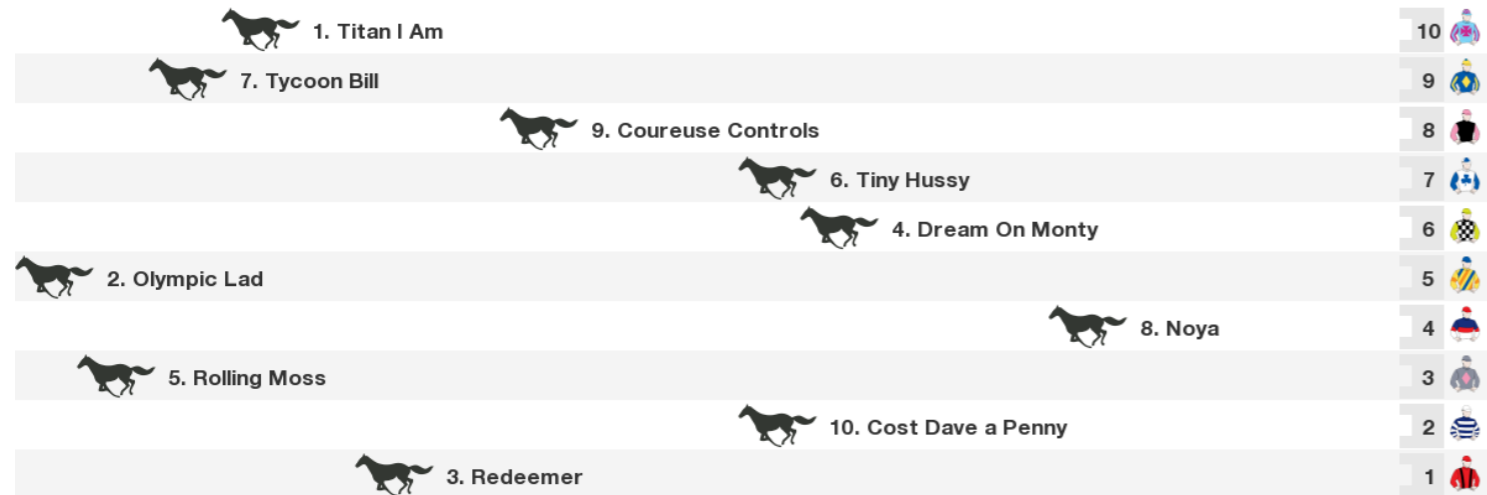 1. Titan I Am 10
7. Tycoon Bill 9
9. Coureuse Controls 8
6. Tiny Hussy 7
4. Dream On Monty 6
2. Olympic Lad 5
8. Noya 4
5. Rolling Moss 3
10. Cost Dave a Penny 2
3. Redeemer 1